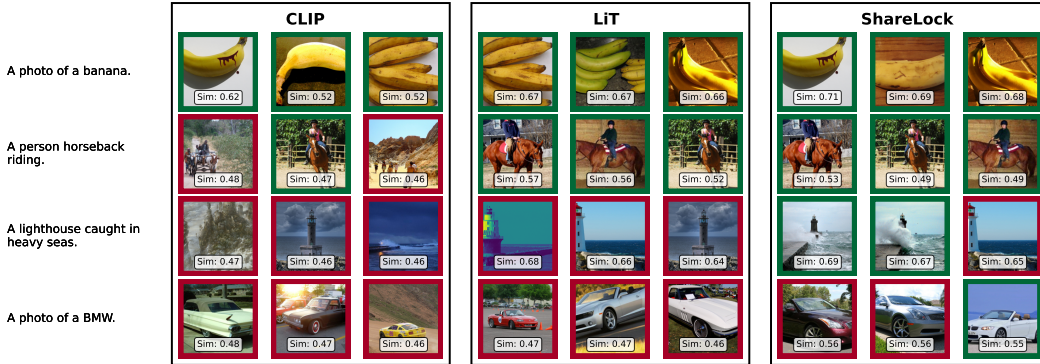 CLIP
LiT
ShareLock
A photo of a banana.
Sim: 0.62
Sim: 0.52
Sim: 0.52
Sim: 0.67
Sim: 0.67
Sim: 0.66
Sim: 0.71
Sim: 0.69
Sim: 0.68
A person horseback
riding.
Sim: 0.48
Sim: 0.47
Sim: 0.46
Sim: 0.57
Sim: 0.56
Sim: 0.52
Sim: 0.53
Sim: 0.49
Sim: 0.49
A lighthouse caught in
heavy seas.
Sim: 0.47
Sim: 0.46
Sim: 0.46
Sim: 0.68
Sim: 0.66
Sim: 0.64
Sim: 0.69
Sim: 0.67
Sim: 0.65
A photo of a BMW.
Sim: 0.48
Sim: 0.47
Sim: 0.46
Sim: 0.47
Sim: 0.47
Sim: 0.46
Sim: 0.56
Sim: 0.56
Sim: 0.55